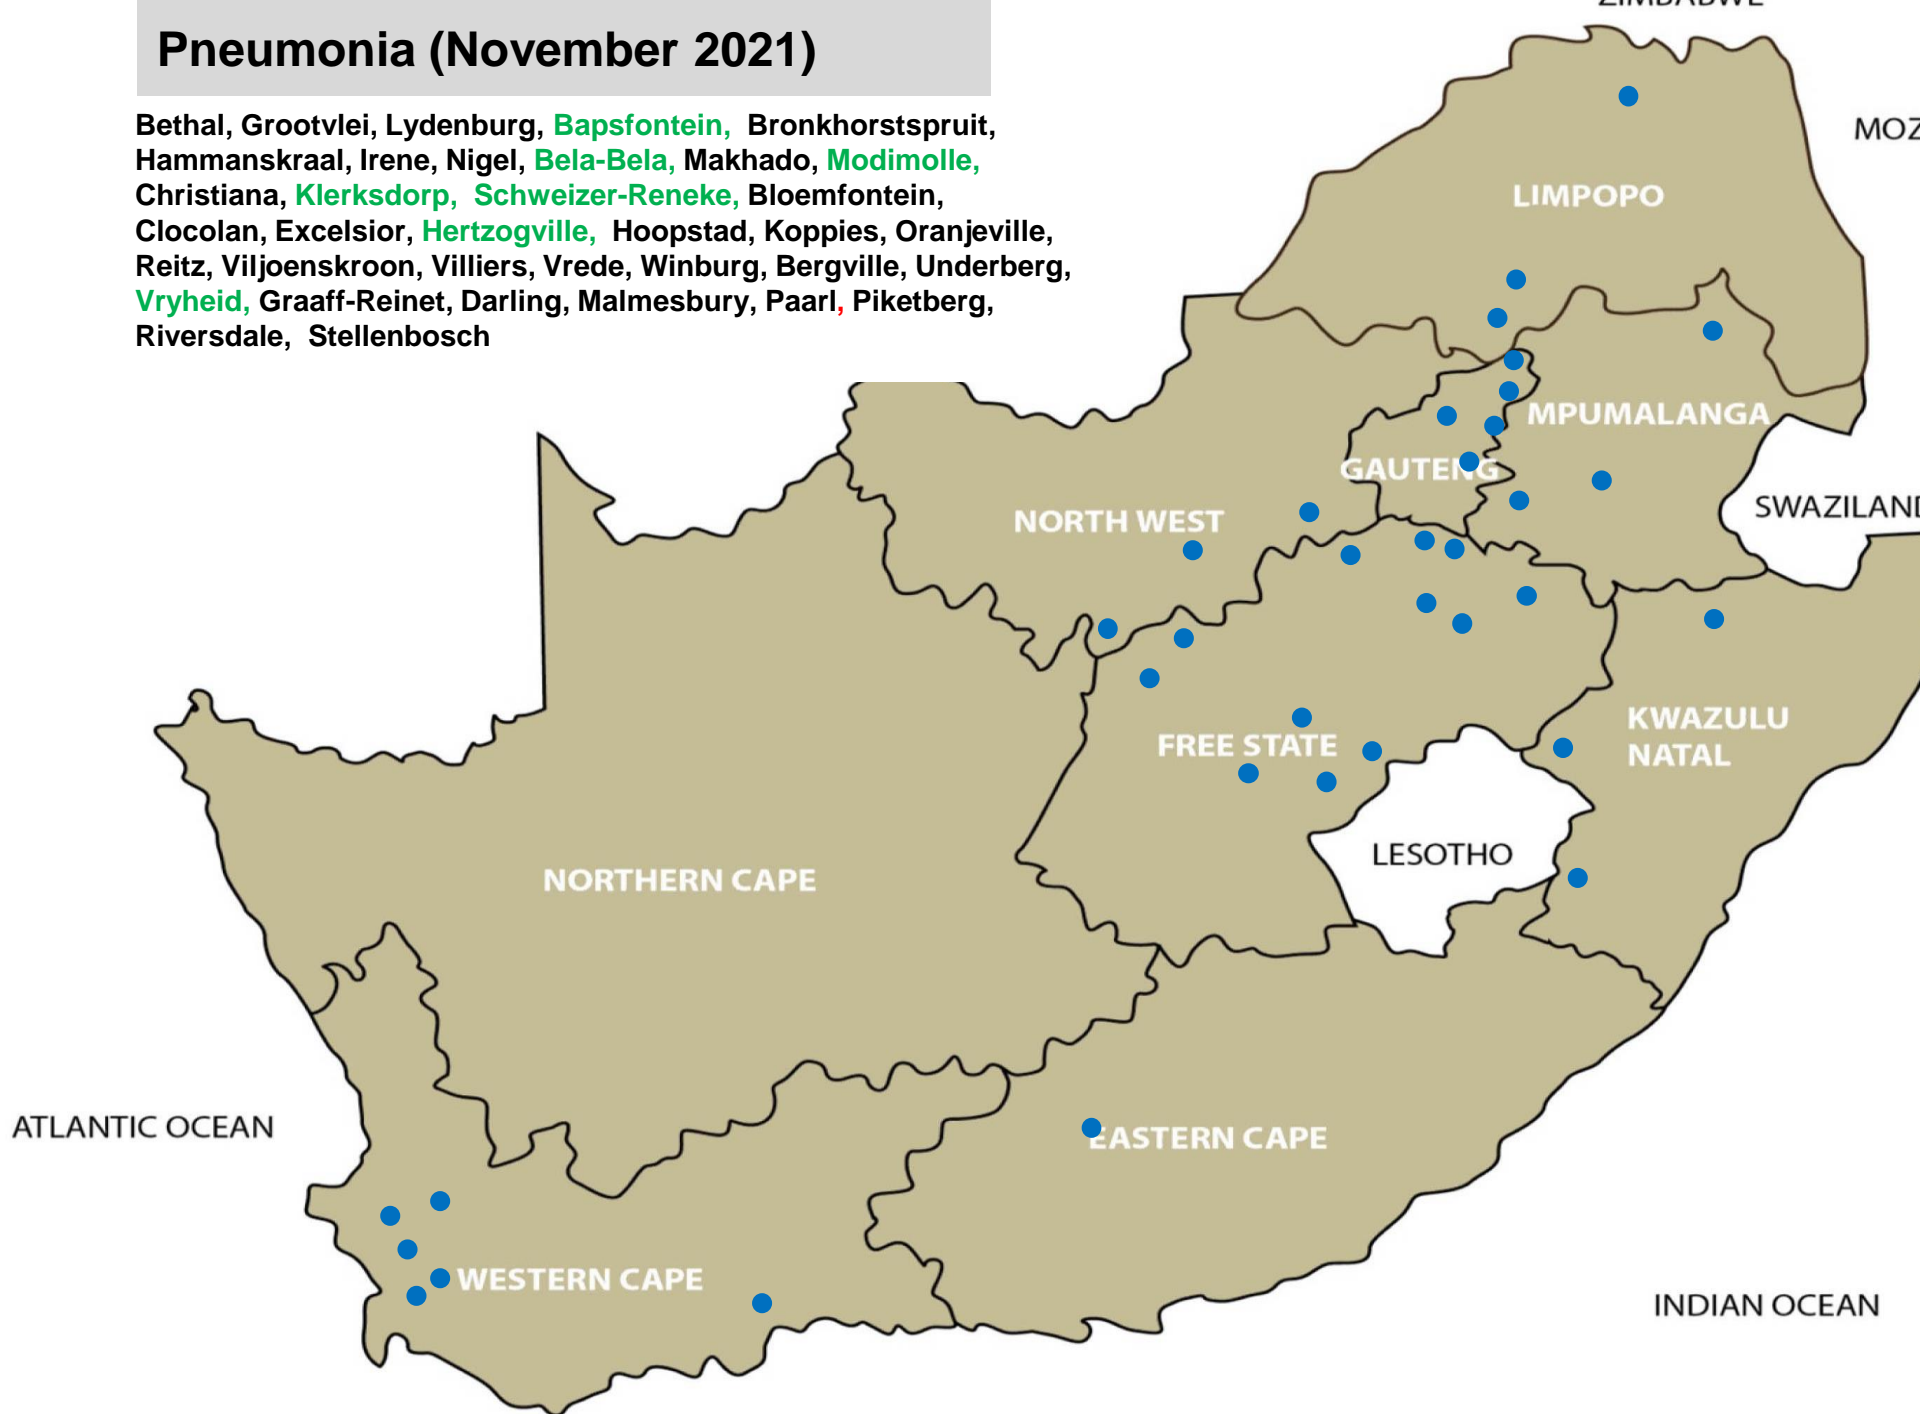 ZIMBABWE
Pneumonia (November 2021)
Bethal, Grootvlei, Lydenburg, Bapsfontein, Bronkhorstspruit,
Hammanskraal, Irene, Nigel, Bela-Bela, Makhado, Modimolle,
Christiana, Klerksdorp, Schweizer-Reneke, Bloemfontein,
Clocolan, Excelsior, Hertzogville, Hoopstad, Koppies, Oranjeville,
Reitz, Viljoenskroon, Villiers, Vrede, Winburg, Bergville, Underberg,
Vryheid, Graaff-Reinet, Darling, Malmesbury, Paarl, Piketberg,
Riversdale, Stellenbosch
MOZ
LIMPOPO
MPUMALANGA
GAUTENG
SWAZILAND
NORTH WEST
KWAZULU
NATAL
FREE STATE
LESOTHO
NORTHERN CAPE
ATLANTIC OCEAN
EASTERN CAPE
WESTERN CAPE
INDIAN OCEAN